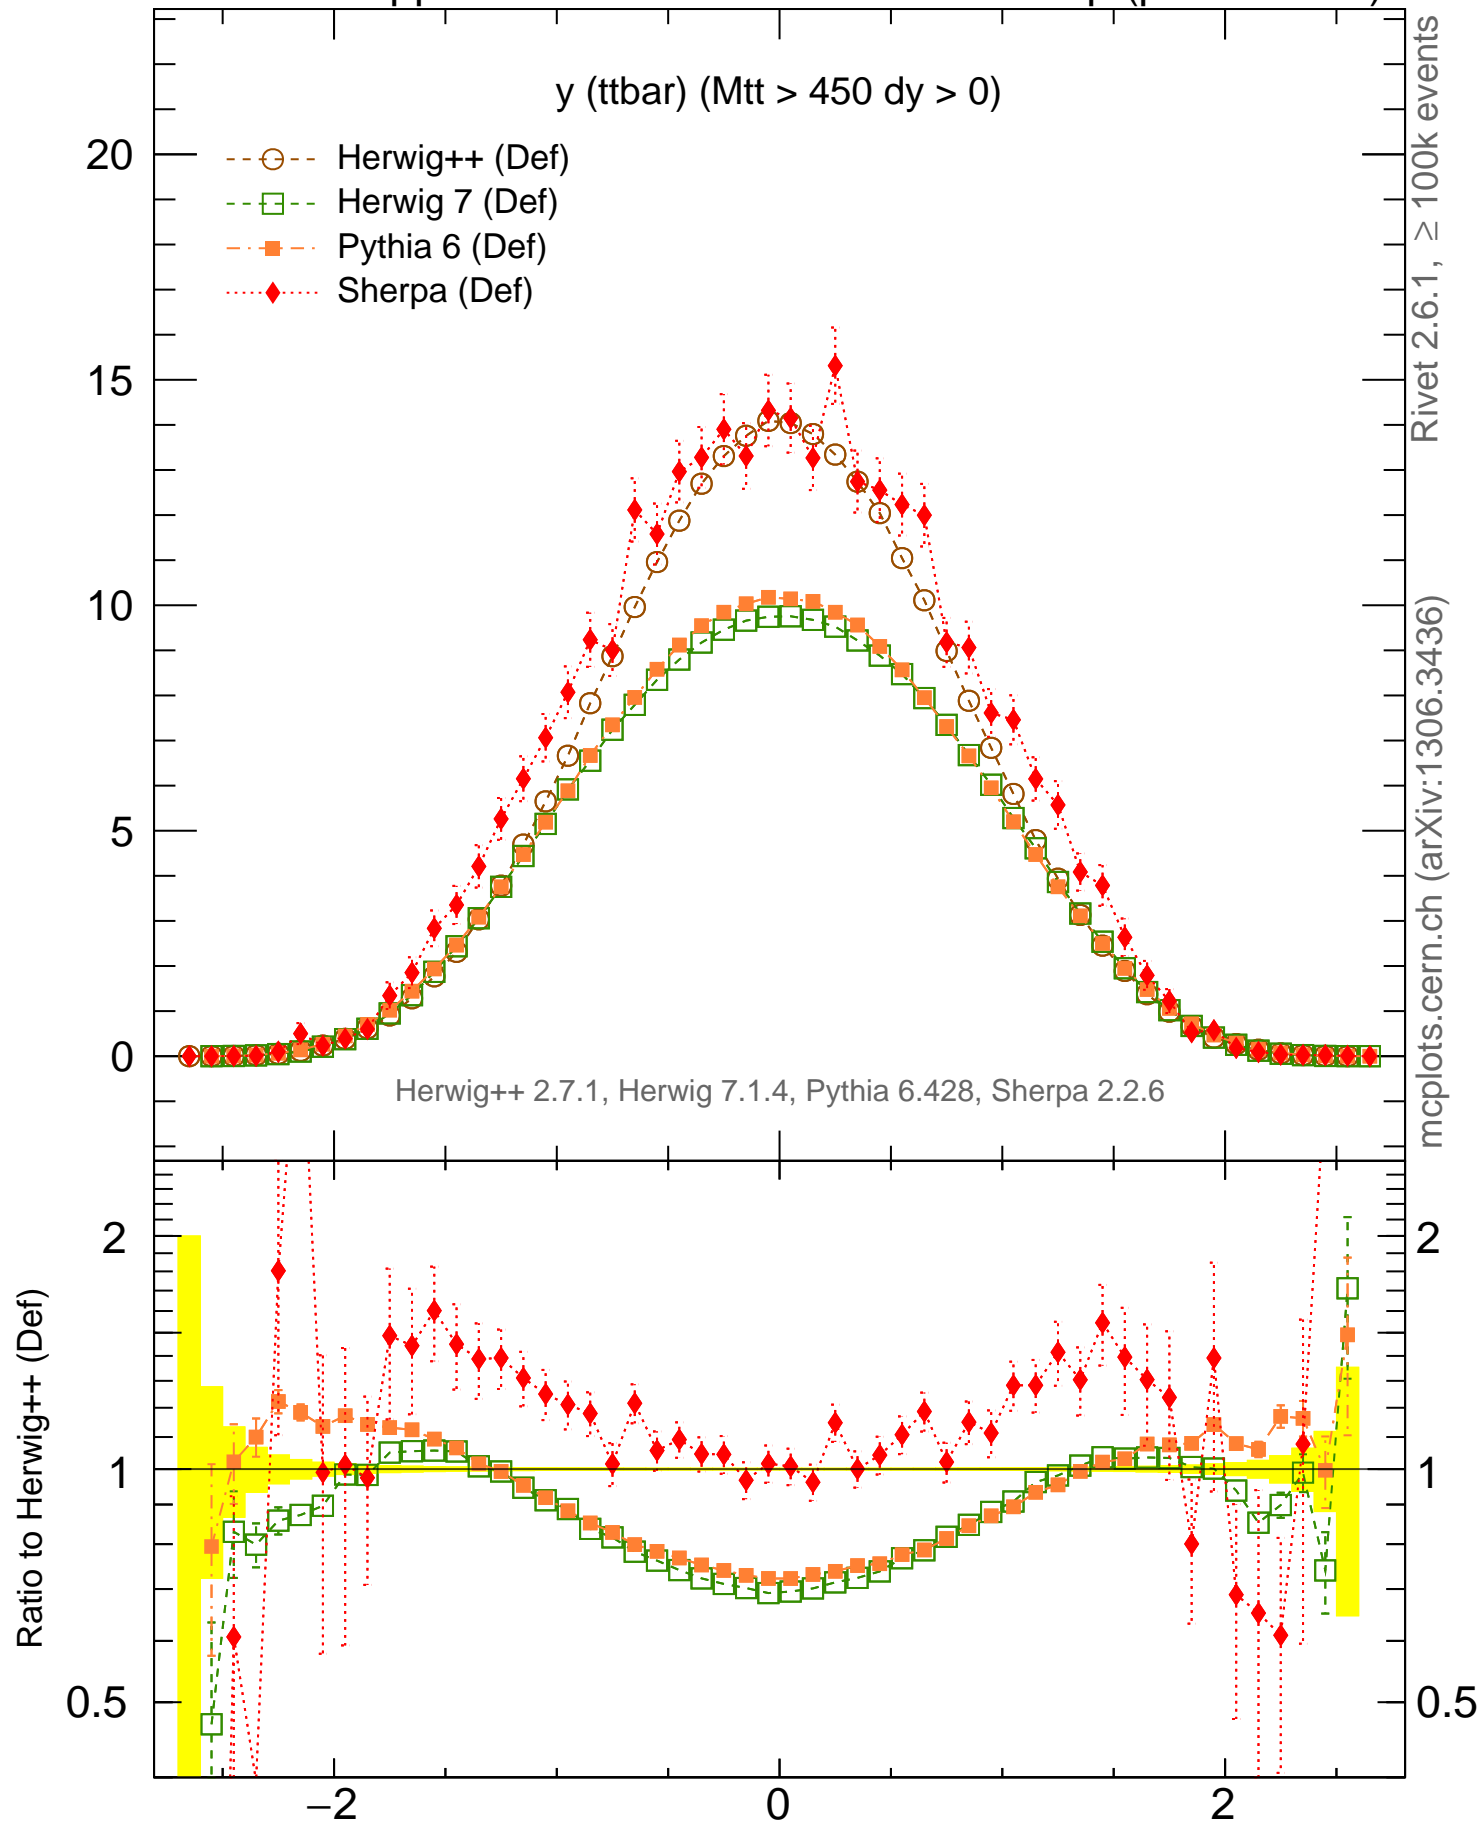 y (ttbar) (Mtt > 450 dy > 0)
Herwig++ (Def)
Herwig 7 (Def)
Pythia 6 (Def)
Sherpa (Def)
20
15
10
5
0
Herwig++ 2.7.1, Herwig 7.1.4, Pythia 6.428, Sherpa 2.2.6
Rivet 2.6.1, ≥ 100k events
mcplots.cern.ch (arXiv:1306.3436)
Ratio to Herwig++ (Def)
2
1
0.5
2
1
0.5
−2
0
2